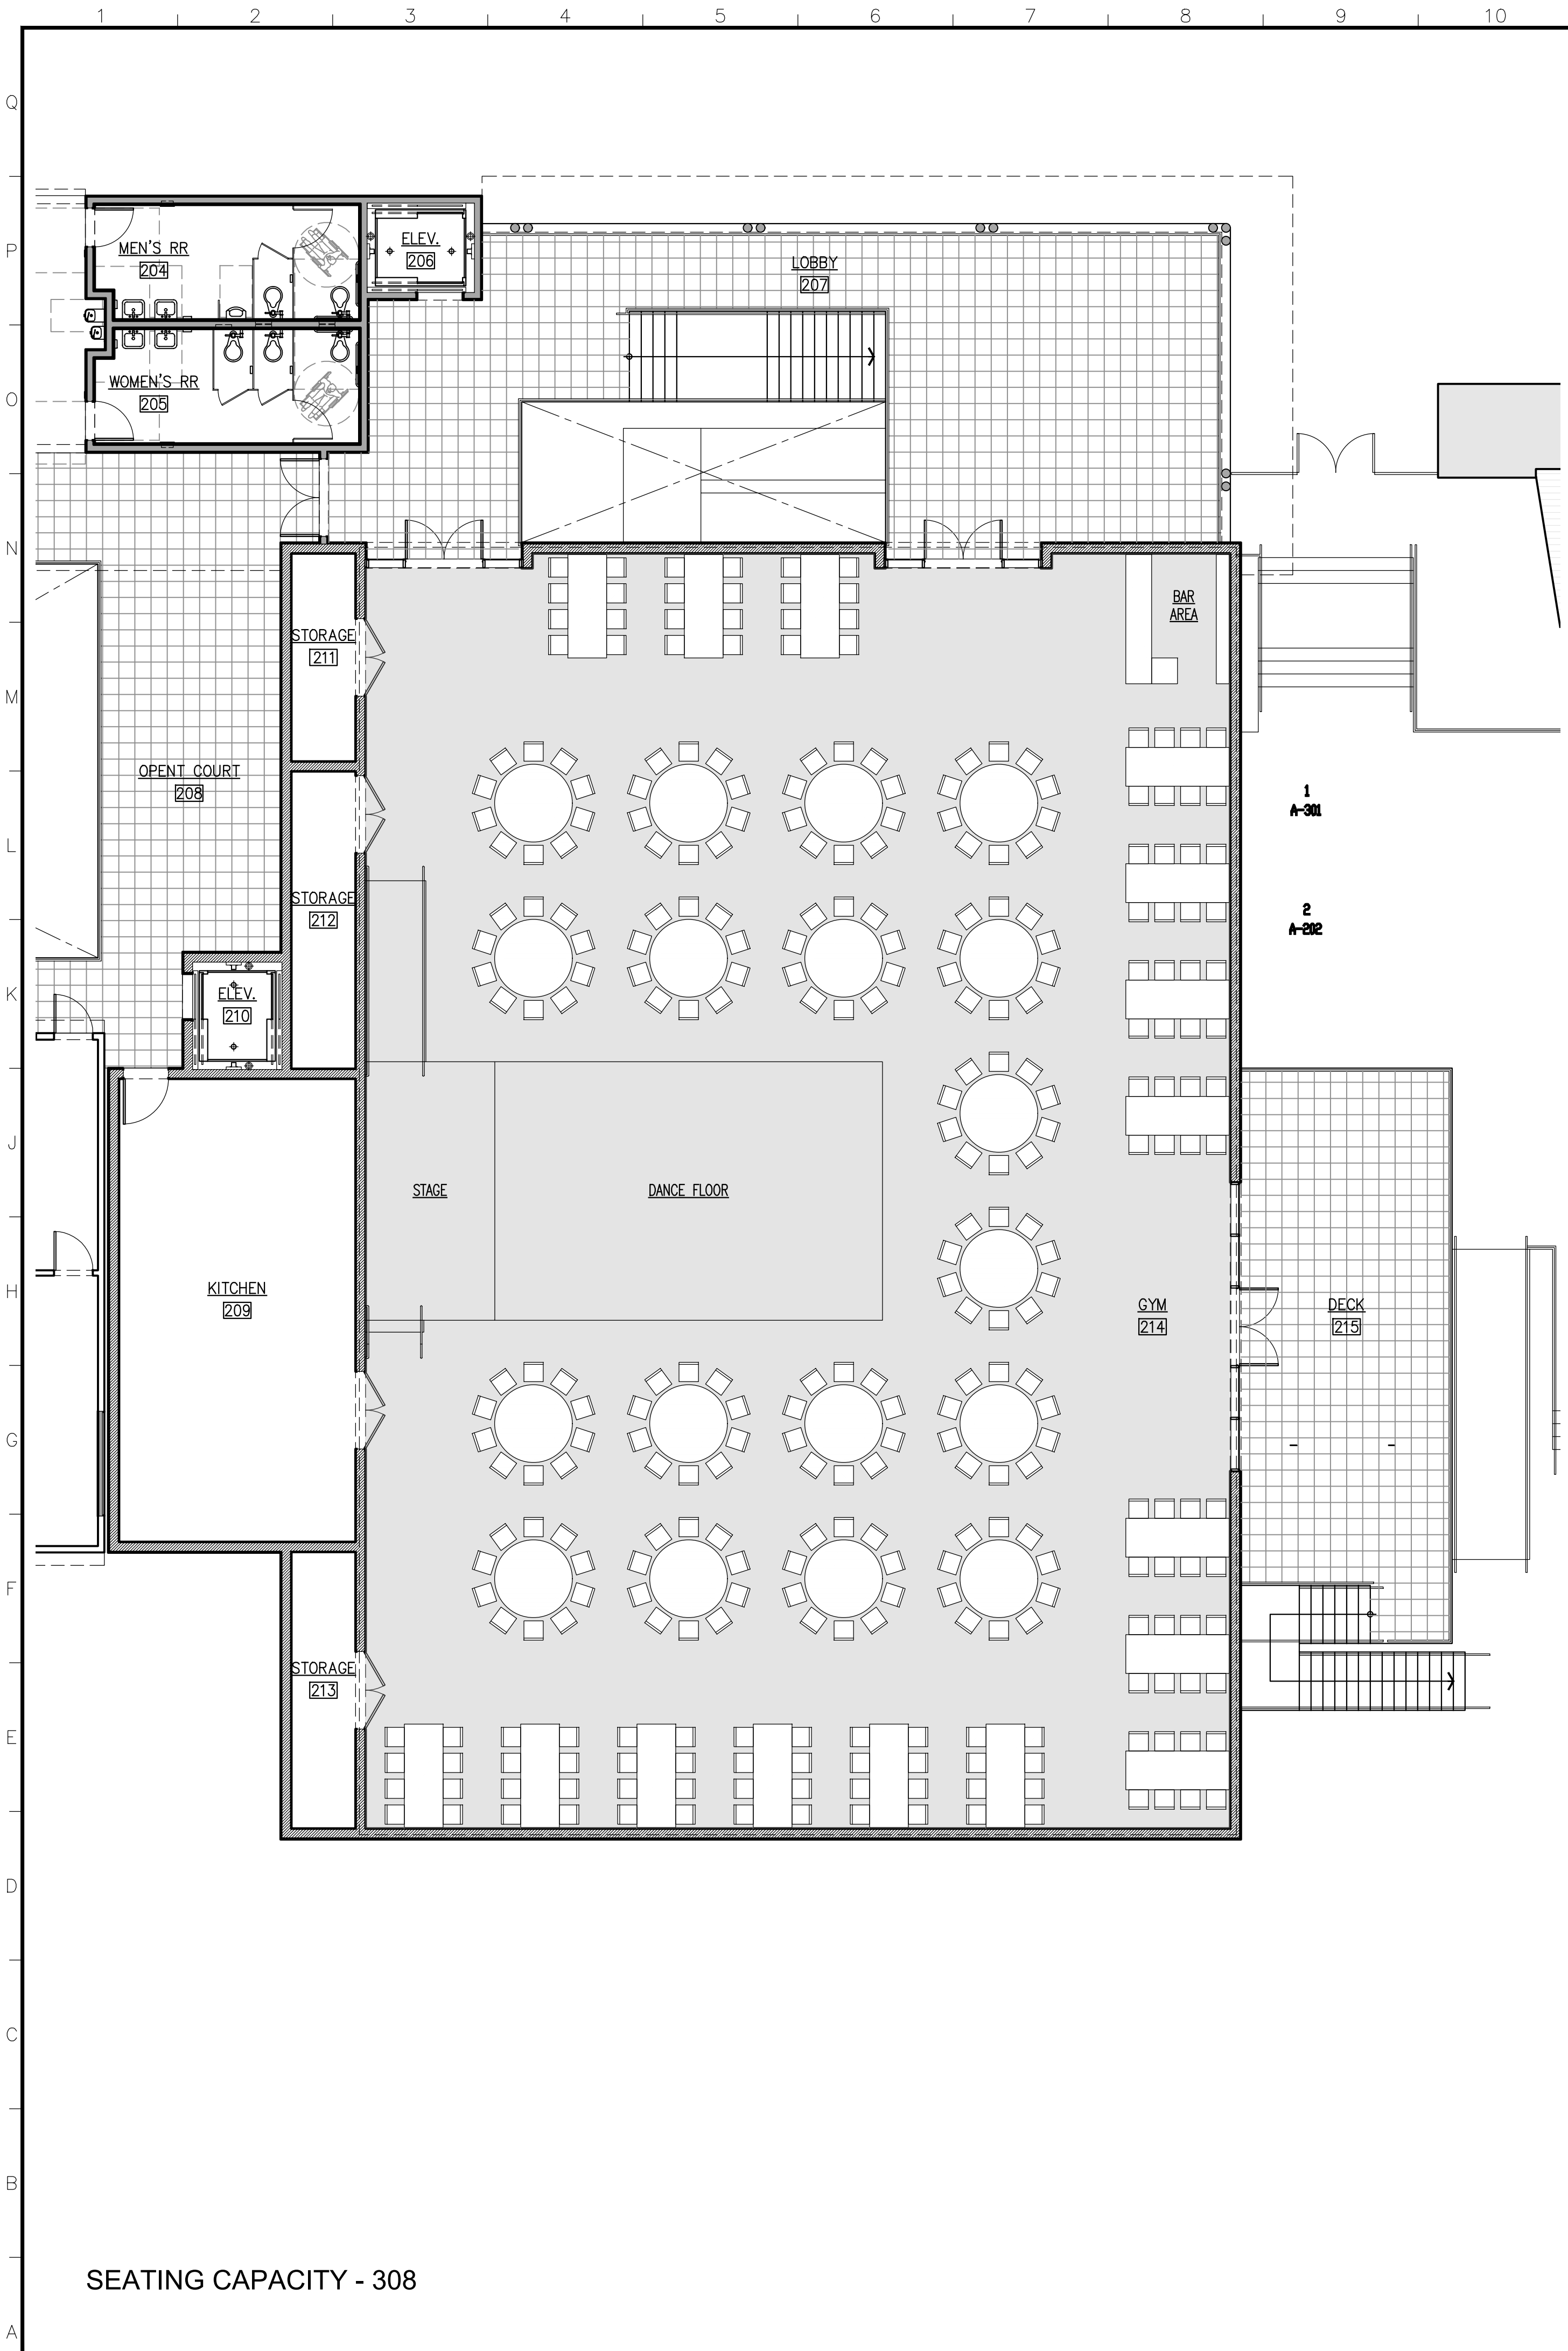 1 2 3 4 5 6 7 8 9 10
Q
P
O
N
M
L
K
J
H
G
F
E
D
C
B
A
MEN'S RR
204
ELEV.
206
LOBBY
207
WOMEN'S RR
205
BAR
AREA
STORAGE
211
OPENT COURT
208
1
A-301
STORAGE
212
2
A-202
ELEV.
210
STAGE
DANCE FLOOR
KITCHEN
209
GYM
214
DECK
215
STORAGE
213
SEATING CAPACITY - 308